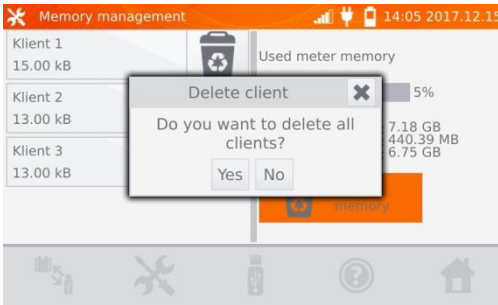 Memory management
14:05 2017.12.15
Klient 1
15.00 kB
Klient 2
13.00 kB
Klient 3
13.00 kB
Used meter memory
5%
7.18 GB
440.39 MB
6.75 GB
memory
Delete client
Do you want to delete all
clients?
Yes No